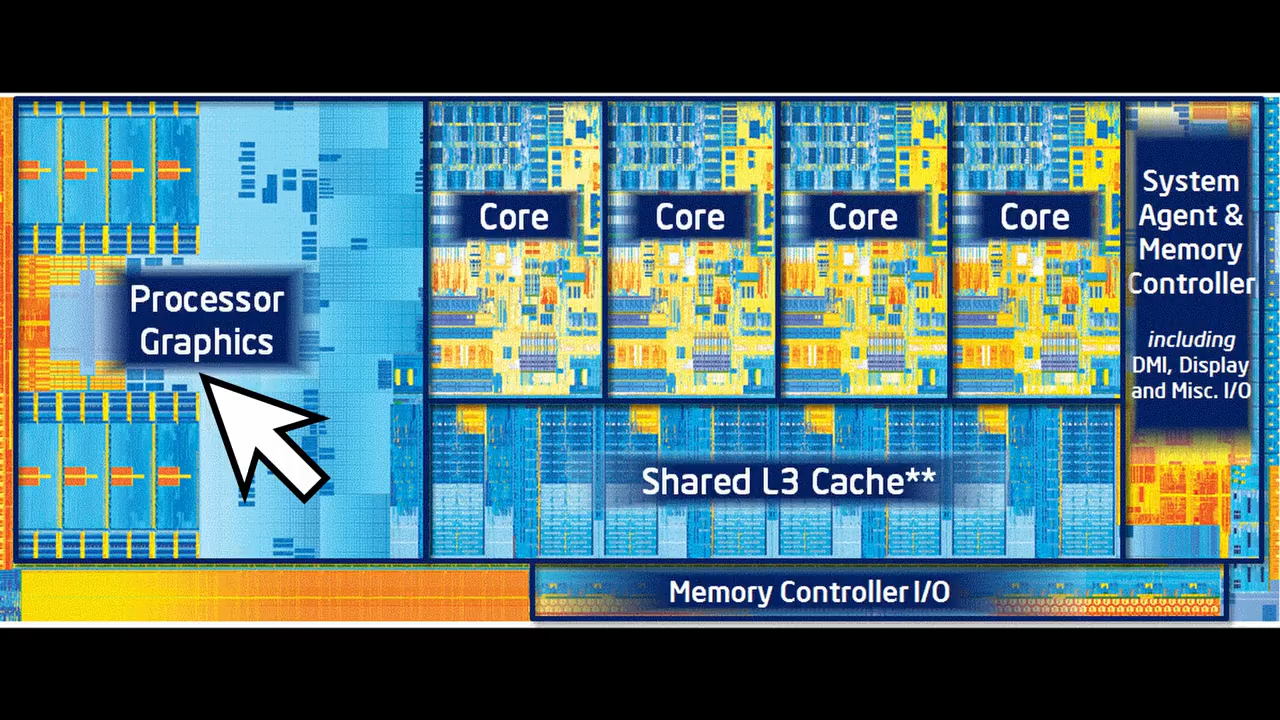 Processor
Graphics
Core
Core
Core
Core
System
Agent &
Memory
Controller
including
DMI, Display
and Misc. I/O
Shared L3 Cache**
Memory Controller I/O